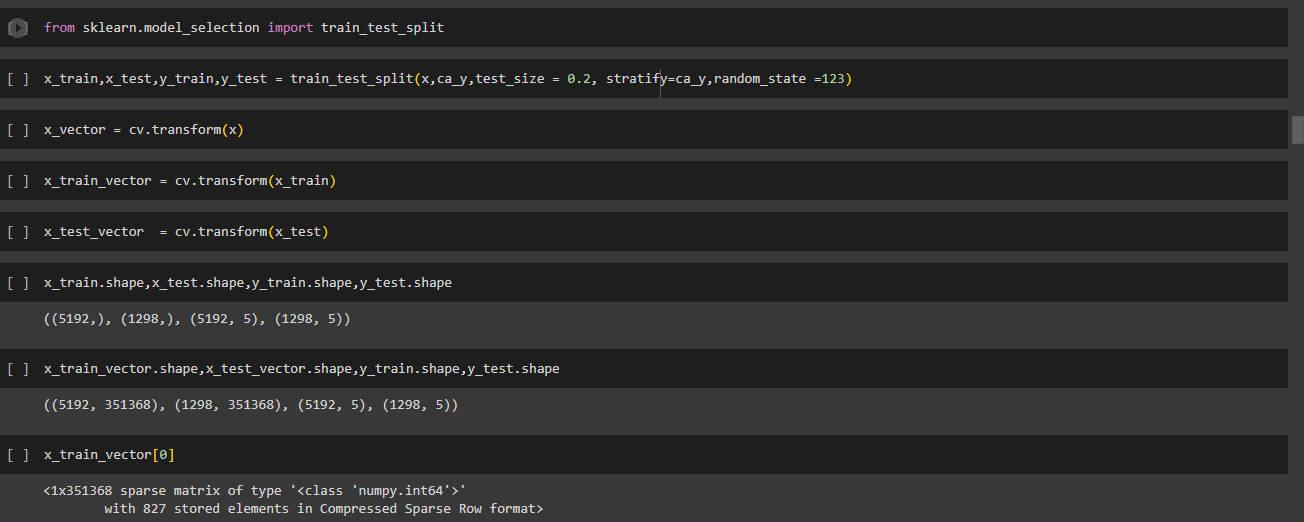 from sklearn.model_selection import train_test_split
[ ] x_train,x_test,y_train,y_test = train_test_split(x,ca_y,test_size = 0.2, stratify=ca_y,random_state =123)
[ ] x_vector = cv.transform(x)
[ ] x_train_vector = cv.transform(x_train)
[ ] x_test_vector  = cv.transform(x_test)
[ ] x_train.shape,x_test.shape,y_train.shape,y_test.shape
((5192,), (1298,), (5192, 5), (1298, 5))
[ ] x_train_vector.shape,x_test_vector.shape,y_train.shape,y_test.shape
((5192, 351368), (1298, 351368), (5192, 5), (1298, 5))
[ ] x_train_vector[0]
<1x351368 sparse matrix of type '<class 'numpy.int64'>'
        with 827 stored elements in Compressed Sparse Row format>